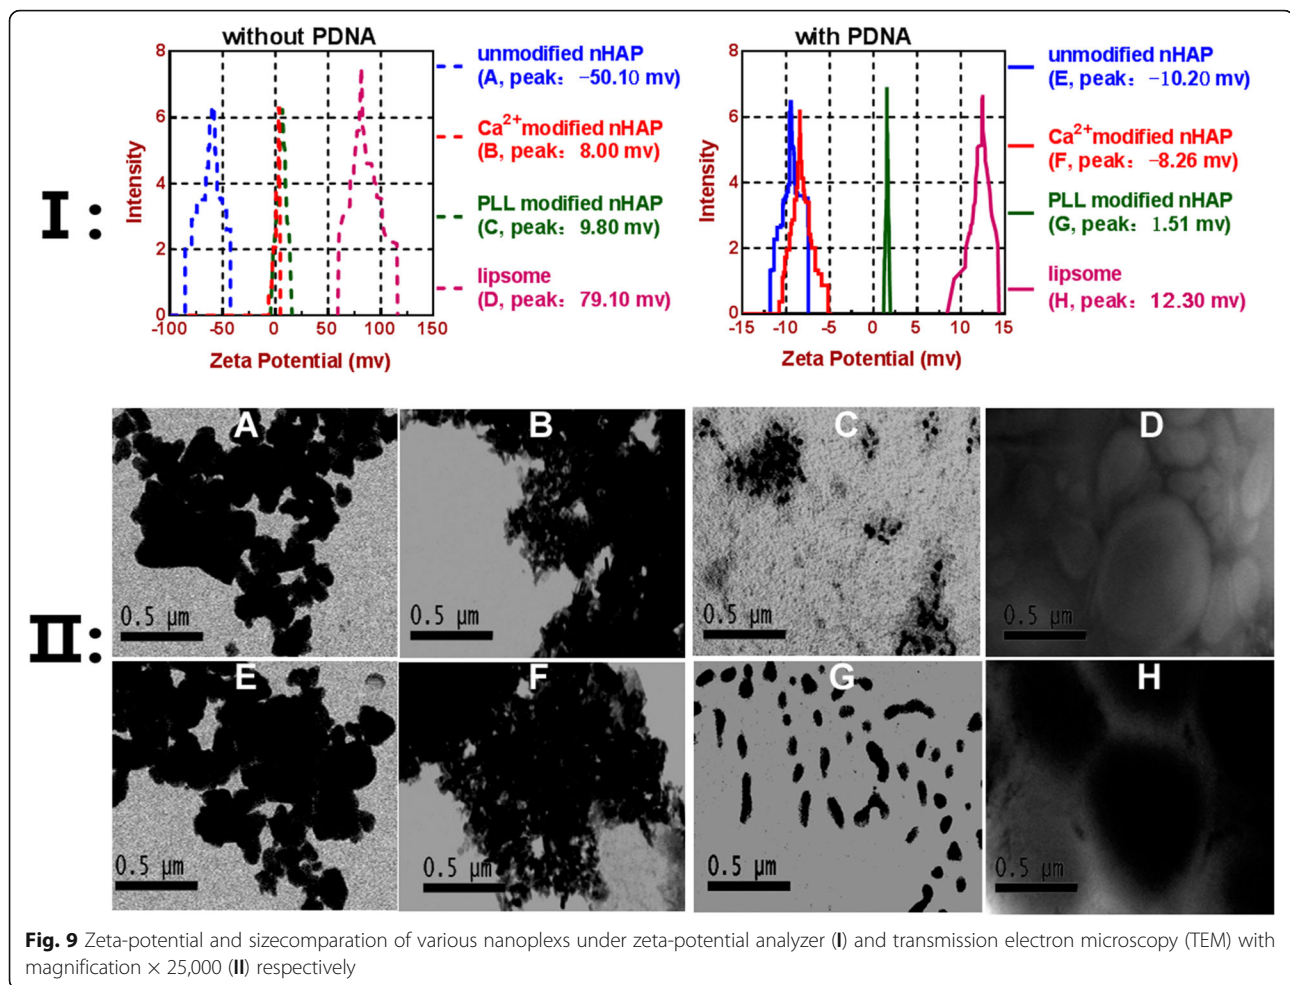 without PDNA
8
6
4
2
0
Intensity
-100
-50
0
50
100
150
Zeta Potential (mv)
unmodified nHAP
(A, peak: −50.10 mv)
Ca²⁺modified nHAP
(B, peak: 8.00 mv)
PLL modified nHAP
(C, peak: 9.80 mv)
lipsome
(D, peak: 79.10 mv)
with PDNA
8
6
4
2
0
Intensity
-15
-10
-5
0
5
10
15
Zeta Potential (mv)
unmodified nHAP
(E, peak: −10.20 mv)
Ca²⁺modified nHAP
(F, peak: −8.26 mv)
PLL modified nHAP
(G, peak: 1.51 mv)
lipsome
(H, peak: 12.30 mv)
I:
II:
A
0.5 µm
B
0.5 µm
C
0.5 µm
D
0.5 µm
E
0.5 µm
F
0.5 µm
G
0.5 µm
H
0.5 µm
Fig. 9 Zeta-potential and sizecomparation of various nanoplexs under zeta-potential analyzer (I) and transmission electron microscopy (TEM) with
magnification × 25,000 (II) respectively